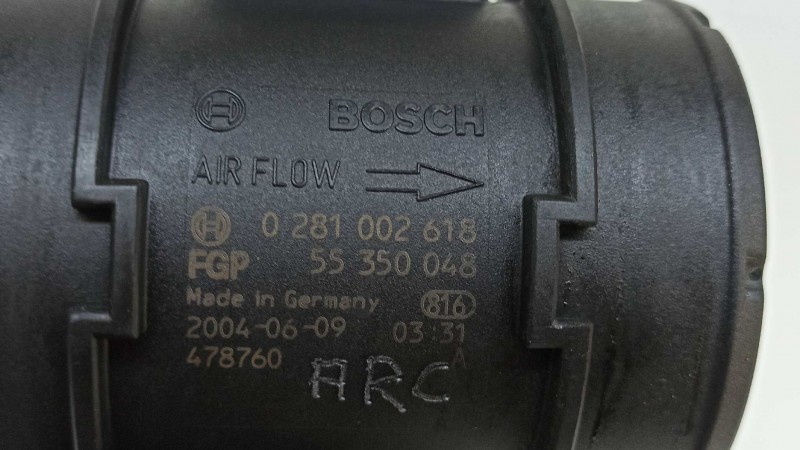 BOSCH
AIR FLOW
0 281 002 618
FGP 55 350 048
Made in Germany 816
2004-06-09 03:31
478760 A
ARC